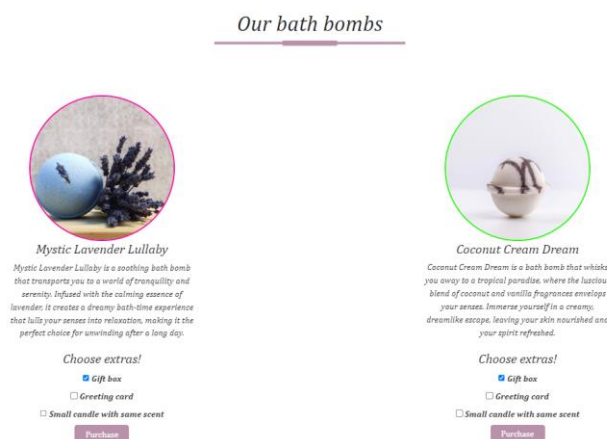 Our bath bombs
Mystic Lavender Lullaby
Mystic Lavender Lullaby is a soothing bath bomb
that transports you to a world of tranquility and
serenity. Infused with the calming essence of
lavender, it creates a dreamy bath-time experience
that lulls your senses into relaxation, making it the
perfect choice for unwinding after a long day.
Choose extras!
Gift box
Greeting card
Small candle with same scent
Purchase
Coconut Cream Dream
Coconut Cream Dream is a bath bomb that whisks
you away to a tropical paradise, where the luscious
blend of coconut and vanilla fragrances envelops
your senses. Immerse yourself in a creamy,
dreamlike escape, leaving your skin nourished and
your spirit refreshed.
Choose extras!
Gift box
Greeting card
Small candle with same scent
Purchase